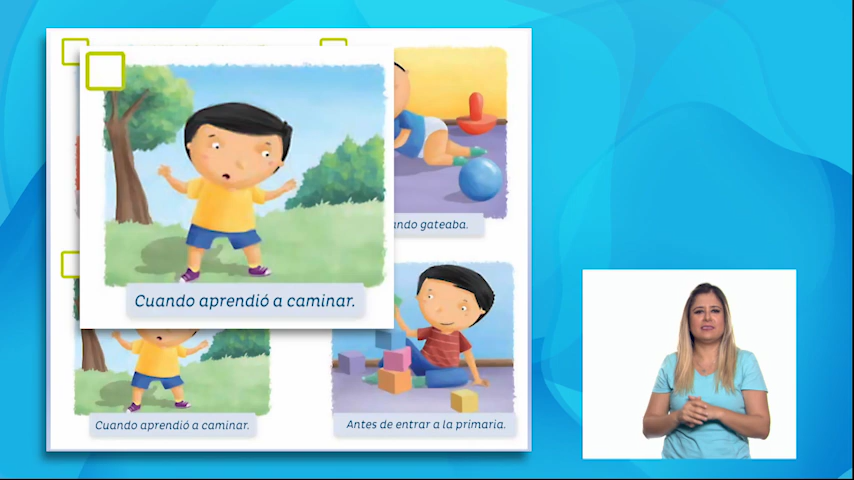 ando gateaba.
Cuando aprendió a caminar.
Cuando aprendió a caminar.
Antes de entrar a la primaria.